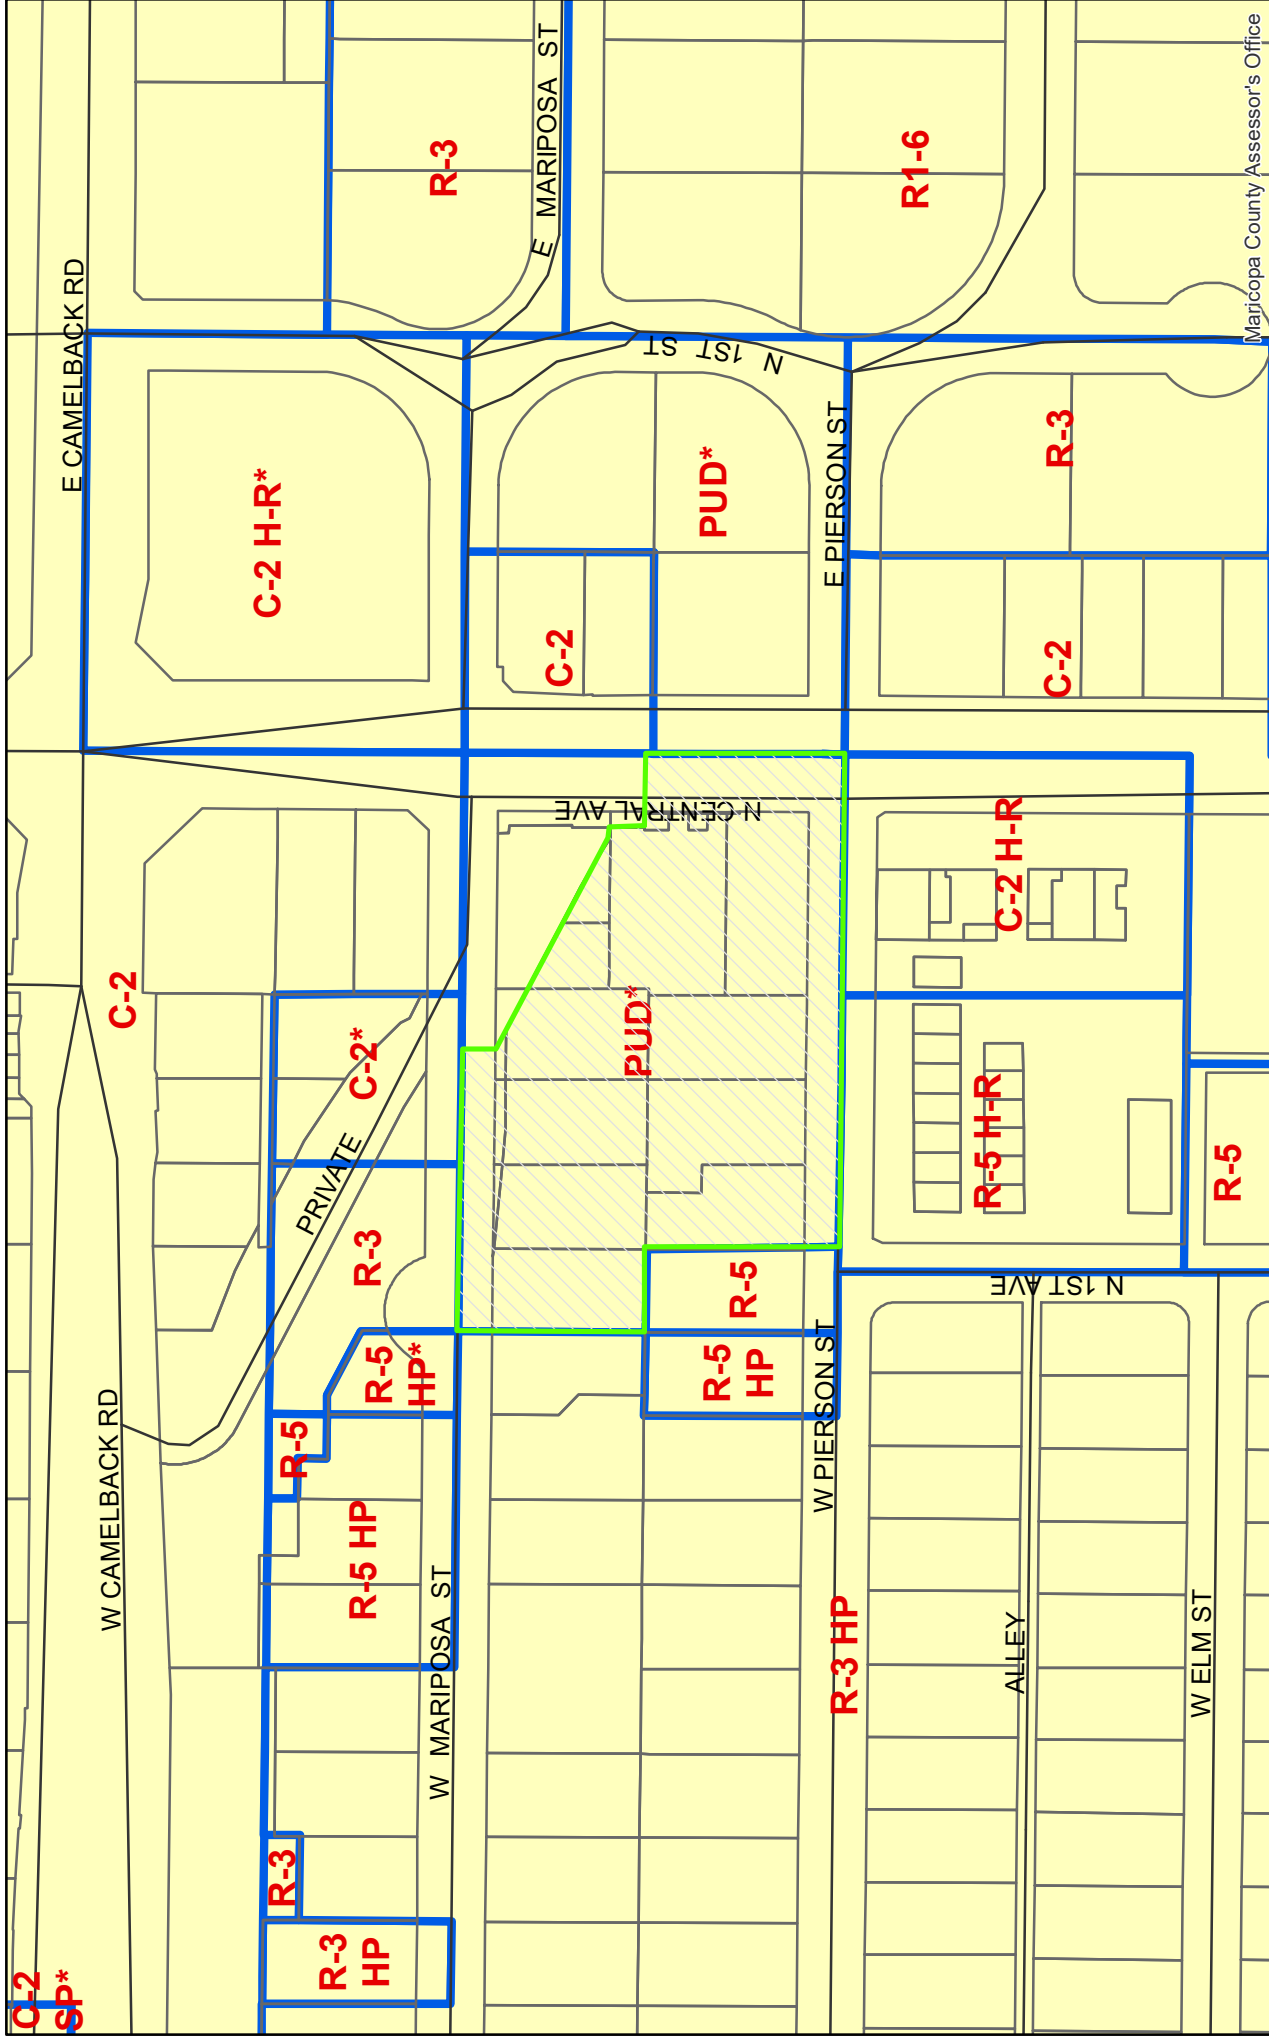 C-2
SP*
W CAMELBACK RD
E CAMELBACK RD
C-2
R-3
R-3
HP
R-5 HP
R-5
R-5
HP*
R-3
C-2*
PRIVATE
C-2 H-R*
R-3
W MARIPOSA ST
E MARIPOSA ST
N CENTRAL AVE
N 1ST ST
PUD*
C-2
PUD*
R-5
R-5
HP
R1-6
W PIERSON ST
E PIERSON ST
R-3 HP
R-5 H-R
C-2 H-R
C-2
R-3
N 1ST AVE
ALLEY
W ELM ST
R-5
Maricopa County Assessor's Office